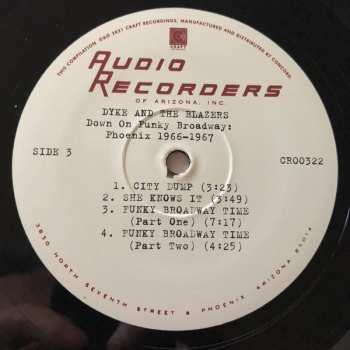 THIS COMPILATION ℗&© 2021 CRAFT RECORDINGS, MANUFACTURED AND DISTRIBUTED BY CONCORD.
CRAFT
AUDIO
RECORDERS
OF ARIZONA, INC.
DYKE AND THE BLAZERS
Down On Funky Broadway:
Phoenix 1966-1967
SIDE 3
CR00322
1. CITY DUMP (3:23)
2. SHE KNOWS IT (3:49)
3. FUNKY BROADWAY TIME
(Part One) (7:17)
4. FUNKY BROADWAY TIME
(Part Two) (4:25)
3830 NORTH SEVENTH STREET & PHOENIX, ARIZONA 85014